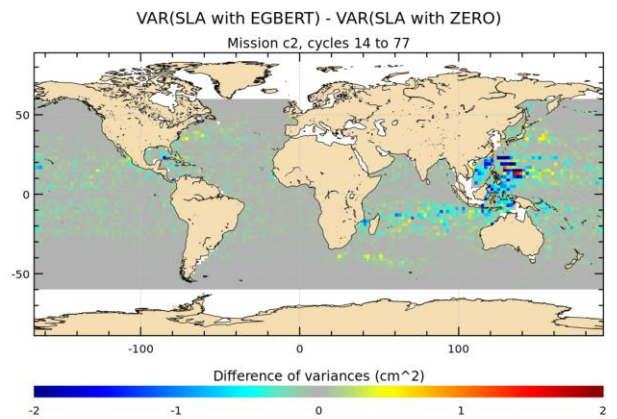 VAR(SLA with EGBERT) - VAR(SLA with ZERO)
Mission c2, cycles 14 to 77
50
0
-50
-100 0 100
Difference of variances (cm^2)
-2 -1 0 1 2